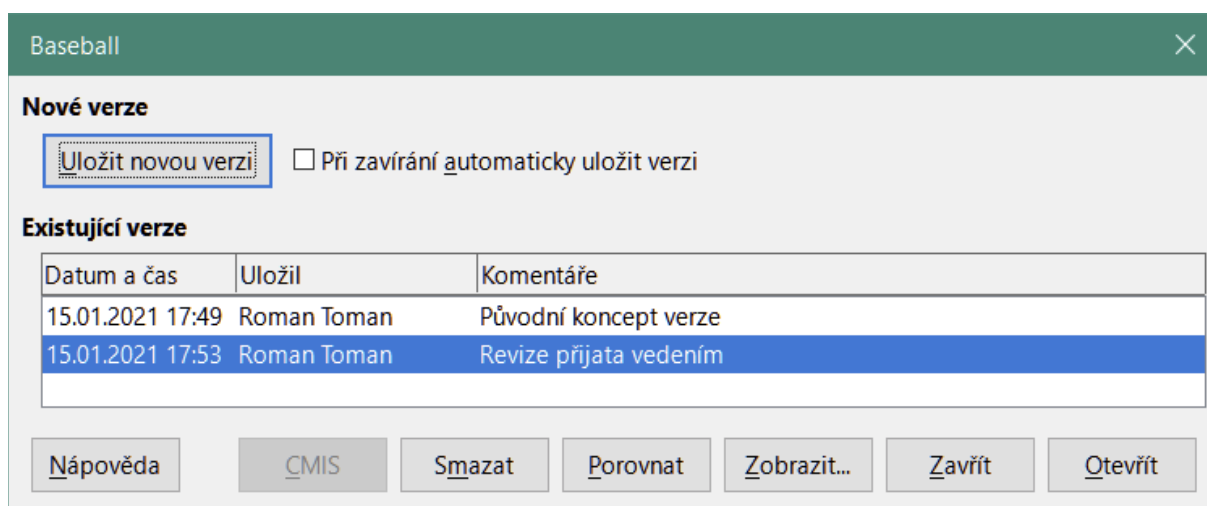 Baseball
Nové verze
Uložit novou verzi Při zavírání automaticky uložit verzi
Existující verze
Datum a čas Uložil Komentáře
15.01.2021 17:49 Roman Toman Původní koncept verze
15.01.2021 17:53 Roman Toman Revize přijata vedením
Nápověda CMIS Smazat Porovnat Zobrazit... Zavřít Otevřít